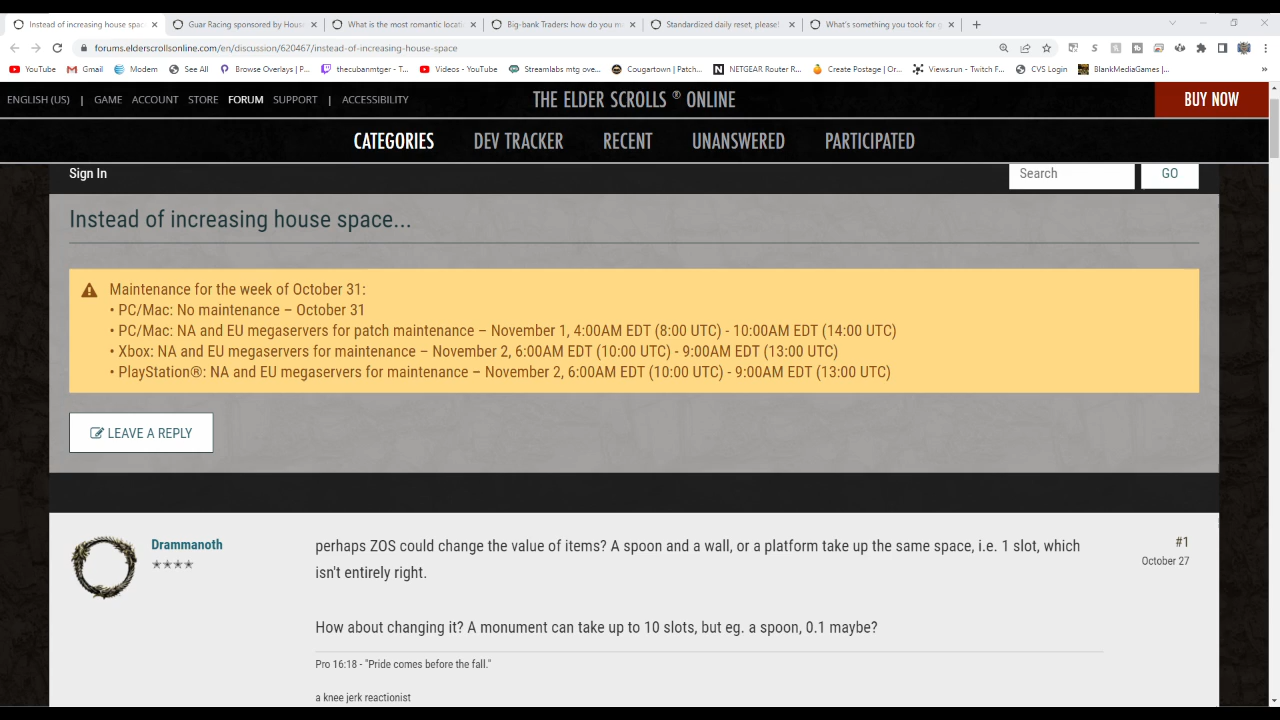 Instead of increasing house spac
Guar Racing sponsored by Hous
What is the most romantic locati
Big-bank Traders: how do you m
Standardized daily reset, please!
What's something you took for g
forums.elderscrollsonline.com/en/discussion/620467/instead-of-increasing-house-space
YouTube
Gmail
Modem
See All
Browse Overlays | P...
thecubanmtger - T...
Videos - YouTube
Streamlabs mtg ove...
Cougartown | Patch...
NETGEAR Router R...
Create Postage | Or...
Views.run - Twitch F...
CVS Login
BlankMediaGames |...
»
ENGLISH (US) | GAME ACCOUNT STORE FORUM SUPPORT | ACCESSIBILITY
THE ELDER SCROLLS ® ONLINE
BUY NOW
CATEGORIES DEV TRACKER RECENT UNANSWERED PARTICIPATED
Sign In
Search
GO
Instead of increasing house space...
Maintenance for the week of October 31:
• PC/Mac: No maintenance – October 31
• PC/Mac: NA and EU megaservers for patch maintenance – November 1, 4:00AM EDT (8:00 UTC) - 10:00AM EDT (14:00 UTC)
• Xbox: NA and EU megaservers for maintenance – November 2, 6:00AM EDT (10:00 UTC) - 9:00AM EDT (13:00 UTC)
• PlayStation®: NA and EU megaservers for maintenance – November 2, 6:00AM EDT (10:00 UTC) - 9:00AM EDT (13:00 UTC)
LEAVE A REPLY
Drammanoth
#1
October 27
perhaps ZOS could change the value of items? A spoon and a wall, or a platform take up the same space, i.e. 1 slot, which
isn't entirely right.
How about changing it? A monument can take up to 10 slots, but eg. a spoon, 0.1 maybe?
Pro 16:18 - "Pride comes before the fall."
a knee jerk reactionist